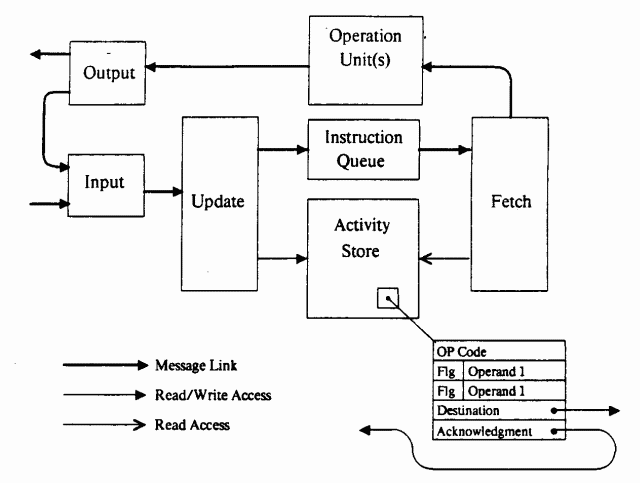 Operation
Unit(s)
Output
Instruction
Queue
Input
Update
Fetch
Activity
Store
OP Code
Flg Operand 1
Flg Operand 1
Destination
Acknowledgment
Message Link
Read/Write Access
Read Access